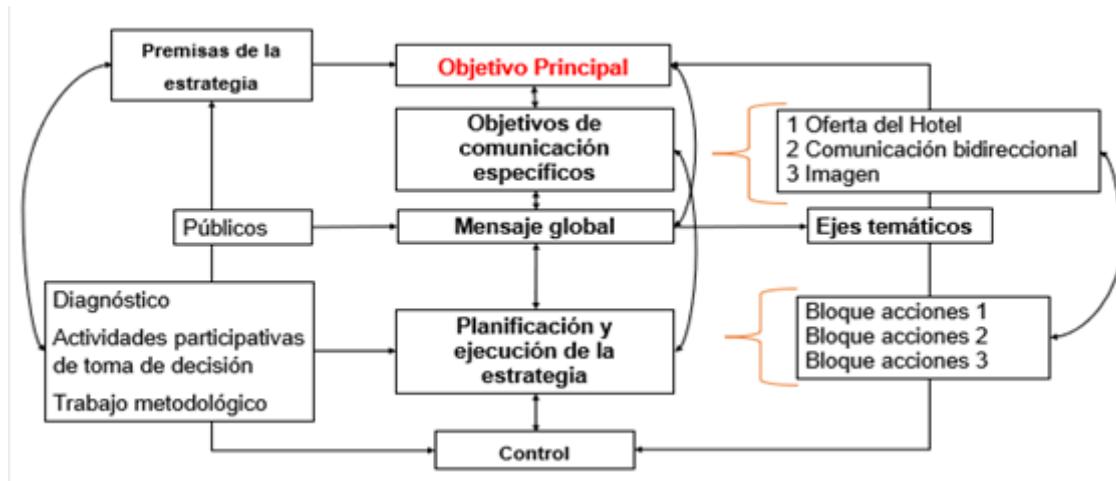 Premisas de la
estrategia
Objetivo Principal
Objetivos de
comunicación
específicos
1 Oferta del Hotel
2 Comunicación bidireccional
3 Imagen
Públicos
Mensaje global
Ejes temáticos
Diagnóstico
Actividades participativas
de toma de decisión
Trabajo metodológico
Planificación y
ejecución de la
estrategia
Bloque acciones 1
Bloque acciones 2
Bloque acciones 3
Control